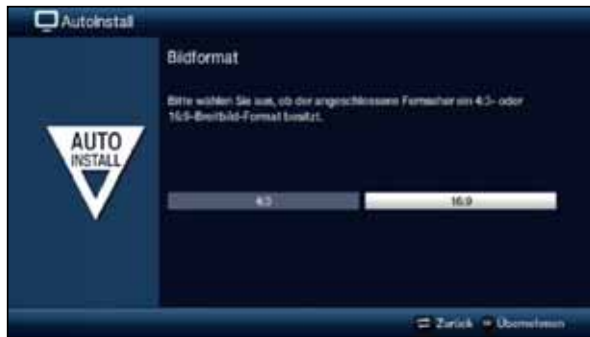 AutoInstall
Bildformat
Bitte wählen Sie aus, ob der angeschlossene Fernseher ein 4:3- oder
16:9-Breitbild-Format besitzt.
AUTO
INSTALL
4:3
16:9
Zurück Übernehmen